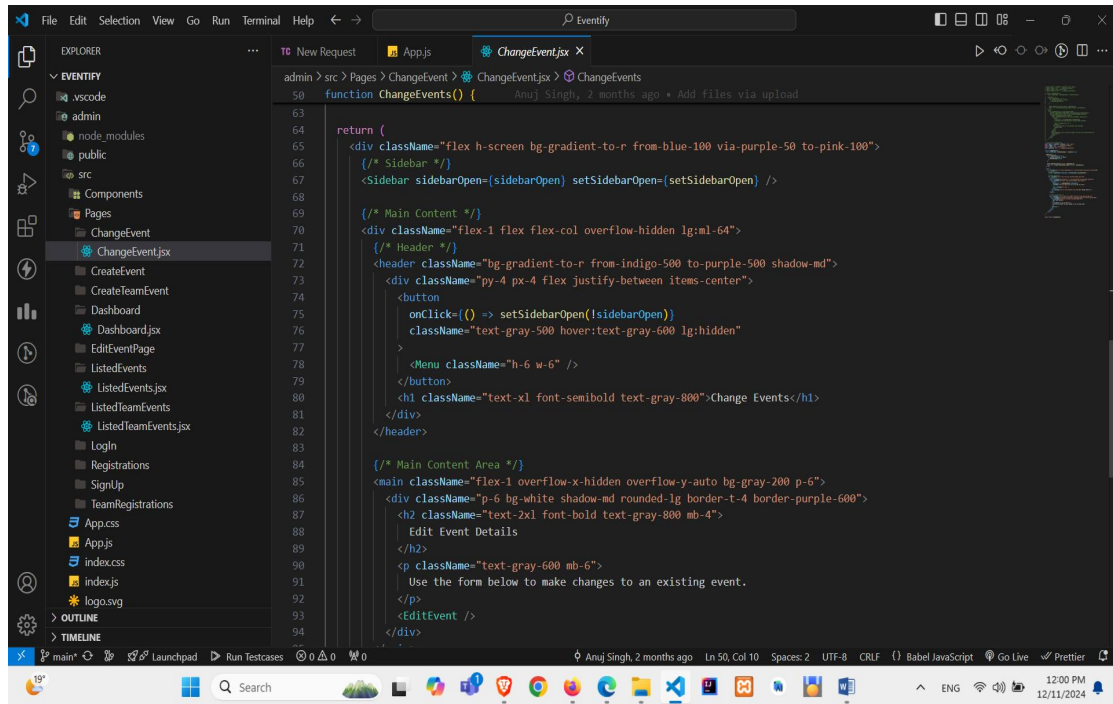 File Edit Selection View Go Run Terminal Help
Eventify
EXPLORER
TC New Request
JS App.js
ChangeEvent.jsx
admin > src > Pages > ChangeEvent > ChangeEvent.jsx > ChangeEvents
EVENTIFY
.vscode
admin
node_modules
public
src
Components
Pages
ChangeEvent
ChangeEvent.jsx
CreateEvent
CreateTeamEvent
Dashboard
Dashboard.jsx
EditEventPage
ListedEvents
ListedEvents.jsx
ListedTeamEvents
ListedTeamEvents.jsx
LogIn
Registrations
SignUp
TeamRegistrations
App.css
JS App.js
index.css
JS index.js
logo.svg
OUTLINE
TIMELINE
7
50 function ChangeEvents() { Anuj Singh, 2 months ago • Add files via upload
63
64 return (
65 <div className="flex h-screen bg-gradient-to-r from-blue-100 via-purple-50 to-pink-100">
66 {/* Sidebar */}
67 <Sidebar sidebarOpen={sidebarOpen} setSidebarOpen={setSidebarOpen} />
68
69 {/* Main Content */}
70 <div className="flex-1 flex flex-col overflow-hidden lg:ml-64">
71 {/* Header */}
72 <header className="bg-gradient-to-r from-indigo-500 to-purple-500 shadow-md">
73 <div className="py-4 px-4 flex justify-between items-center">
74 <button
75 onClick={() => setSidebarOpen(!sidebarOpen)}
76 className="text-gray-500 hover:text-gray-600 lg:hidden"
77 >
78 <Menu className="h-6 w-6" />
79 </button>
80 <h1 className="text-xl font-semibold text-gray-800">Change Events</h1>
81 </div>
82 </header>
83
84 {/* Main Content Area */}
85 <main className="flex-1 overflow-x-hidden overflow-y-auto bg-gray-200 p-6">
86 <div className="p-6 bg-white shadow-md rounded-lg border-t-4 border-purple-600">
87 <h2 className="text-2xl font-bold text-gray-800 mb-4">
88 Edit Event Details
89 </h2>
90 <p className="text-gray-600 mb-6">
91 Use the form below to make changes to an existing event.
92 </p>
93 <EditEvent />
94 </div>
main* Launchpad Run Testcases 0 0 0 Anuj Singh, 2 months ago Ln 50, Col 10 Spaces: 2 UTF-8 CRLF {} Babel JavaScript Go Live Prettier
19°
Search
ENG
12:00 PM
12/11/2024